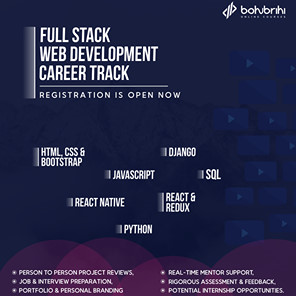 bohubrihi
ONLINE COURSES
FULL STACK
WEB DEVELOPMENT
CAREER TRACK
REGISTRATION IS OPEN NOW
HTML, CSS &
BOOTSTRAP
DJANGO
JAVASCRIPT
SQL
REACT NATIVE
REACT &
REDUX
PYTHON
PERSON TO PERSON PROJECT REVIEWS,
JOB & INTERVIEW PREPARATION,
PORTFOLIO & PERSONAL BRANDING
REAL-TIME MENTOR SUPPORT,
RIGOROUS ASSESSMENT & FEEDBACK,
POTENTIAL INTERNSHIP OPPORTUNITIES,